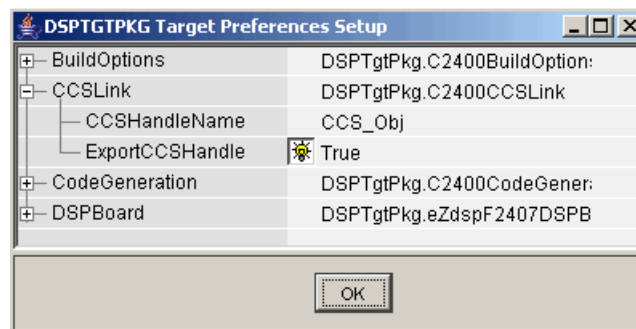 DSPTGTPKG Target Preferences Setup
BuildOptions DSPTgtPkg.C2400BuildOption:
CCSLink DSPTgtPkg.C2400CCSLink
CCSHandleName CCS_Obj
ExportCCSHandle True
CodeGeneration DSPTgtPkg.C2400CodeGenera
DSPBoard DSPTgtPkg.eZdspF2407DSPB
OK